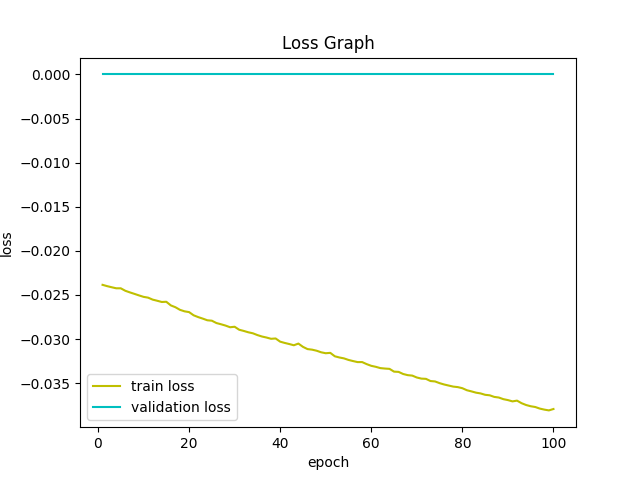 Loss Graph
0.000
−0.005
−0.010
−0.015
−0.020
−0.025
−0.030
−0.035
loss
train loss
validation loss
0 20 40 60 80 100
epoch